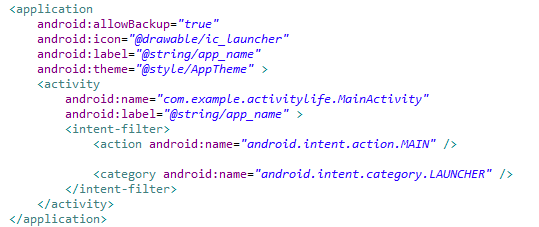 <application
android:allowBackup="true"
android:icon="@drawable/ic_launcher"
android:label="@string/app_name"
android:theme="@style/AppTheme" >
<activity
android:name="com.example.activitylife.MainActivity"
android:label="@string/app_name" >
<intent-filter>
<action android:name="android.intent.action.MAIN" />
<category android:name="android.intent.category.LAUNCHER" />
</intent-filter>
</activity>
</application>